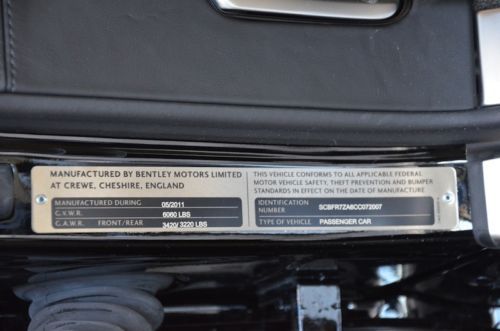 MANUFACTURED BY BENTLEY MOTORS LIMITED
AT CREWE, CHESHIRE, ENGLAND
MANUFACTURED DURING 05/2011
G.V.W.R. 6060 LBS
G.A.W.R. FRONT/REAR 3420/ 3220 LBS
THIS VEHICLE CONFORMS TO ALL APPLICABLE FEDERAL
MOTOR VEHICLE SAFETY, THEFT PREVENTION AND BUMPER
STANDARDS IN EFFECT ON THE DATE OF MANUFACTURE
IDENTIFICATION
NUMBER SCBFR7ZA6CC072007
TYPE OF VEHICLE PASSENGER CAR